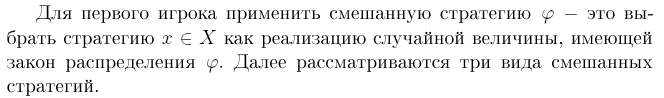 Для первого игрока применить смешанную стратегию φ – это вы-
брать стратегию x ∈ X как реализацию случайной величины, имеющей
закон распределения φ. Далее рассматриваются три вида смешанных
стратегий.